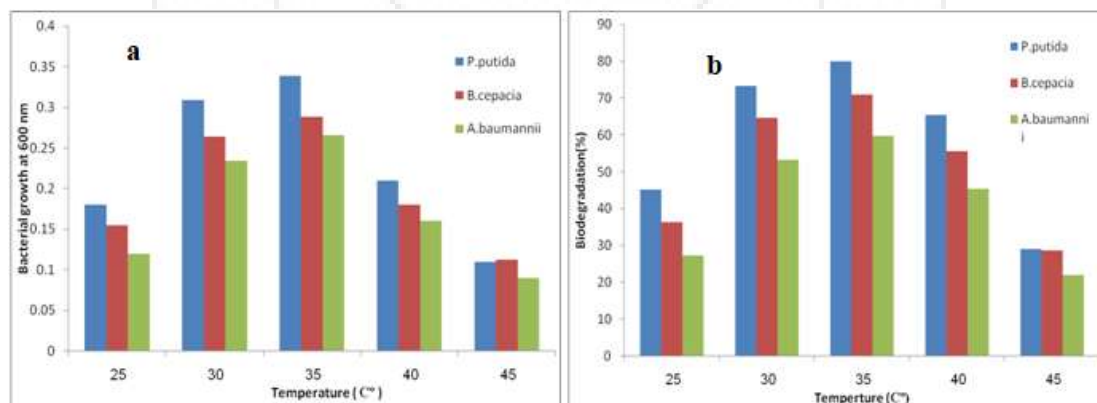 a
0.4
0.35
0.3
0.25
0.2
0.15
0.1
0.05
0
Bacterial growth at 600 nm
P.putida
B.cepacia
A.baumannii
25 30 35 40 45
Temperature ( C° )
b
90
80
70
60
50
40
30
20
10
0
Biodegradation(%)
P.putida
B.cepacia
A.baumanni
i
25 30 35 40 45
Temperture (C°)